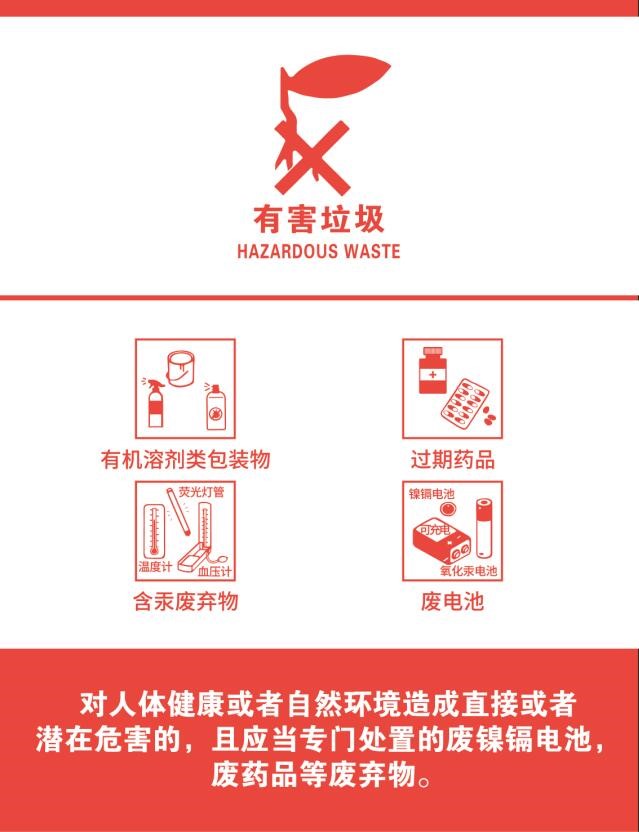 有害垃圾
HAZARDOUS WASTE
有机溶剂类包装物
过期药品
荧光灯管
温度计
血压计
含汞废弃物
镍镉电池
可充电
氧化汞电池
废电池
对人体健康或者自然环境造成直接或者
潜在危害的，且应当专门处置的废镍镉电池，
废药品等废弃物。